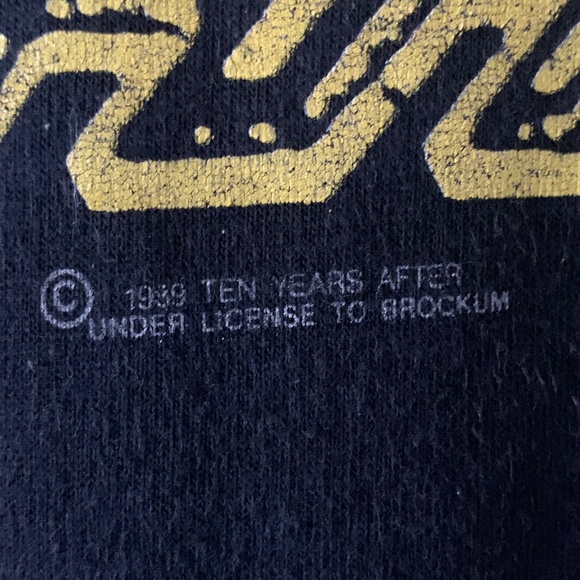 © 1989 TEN YEARS AFTER
UNDER LICENSE TO BROCKUM